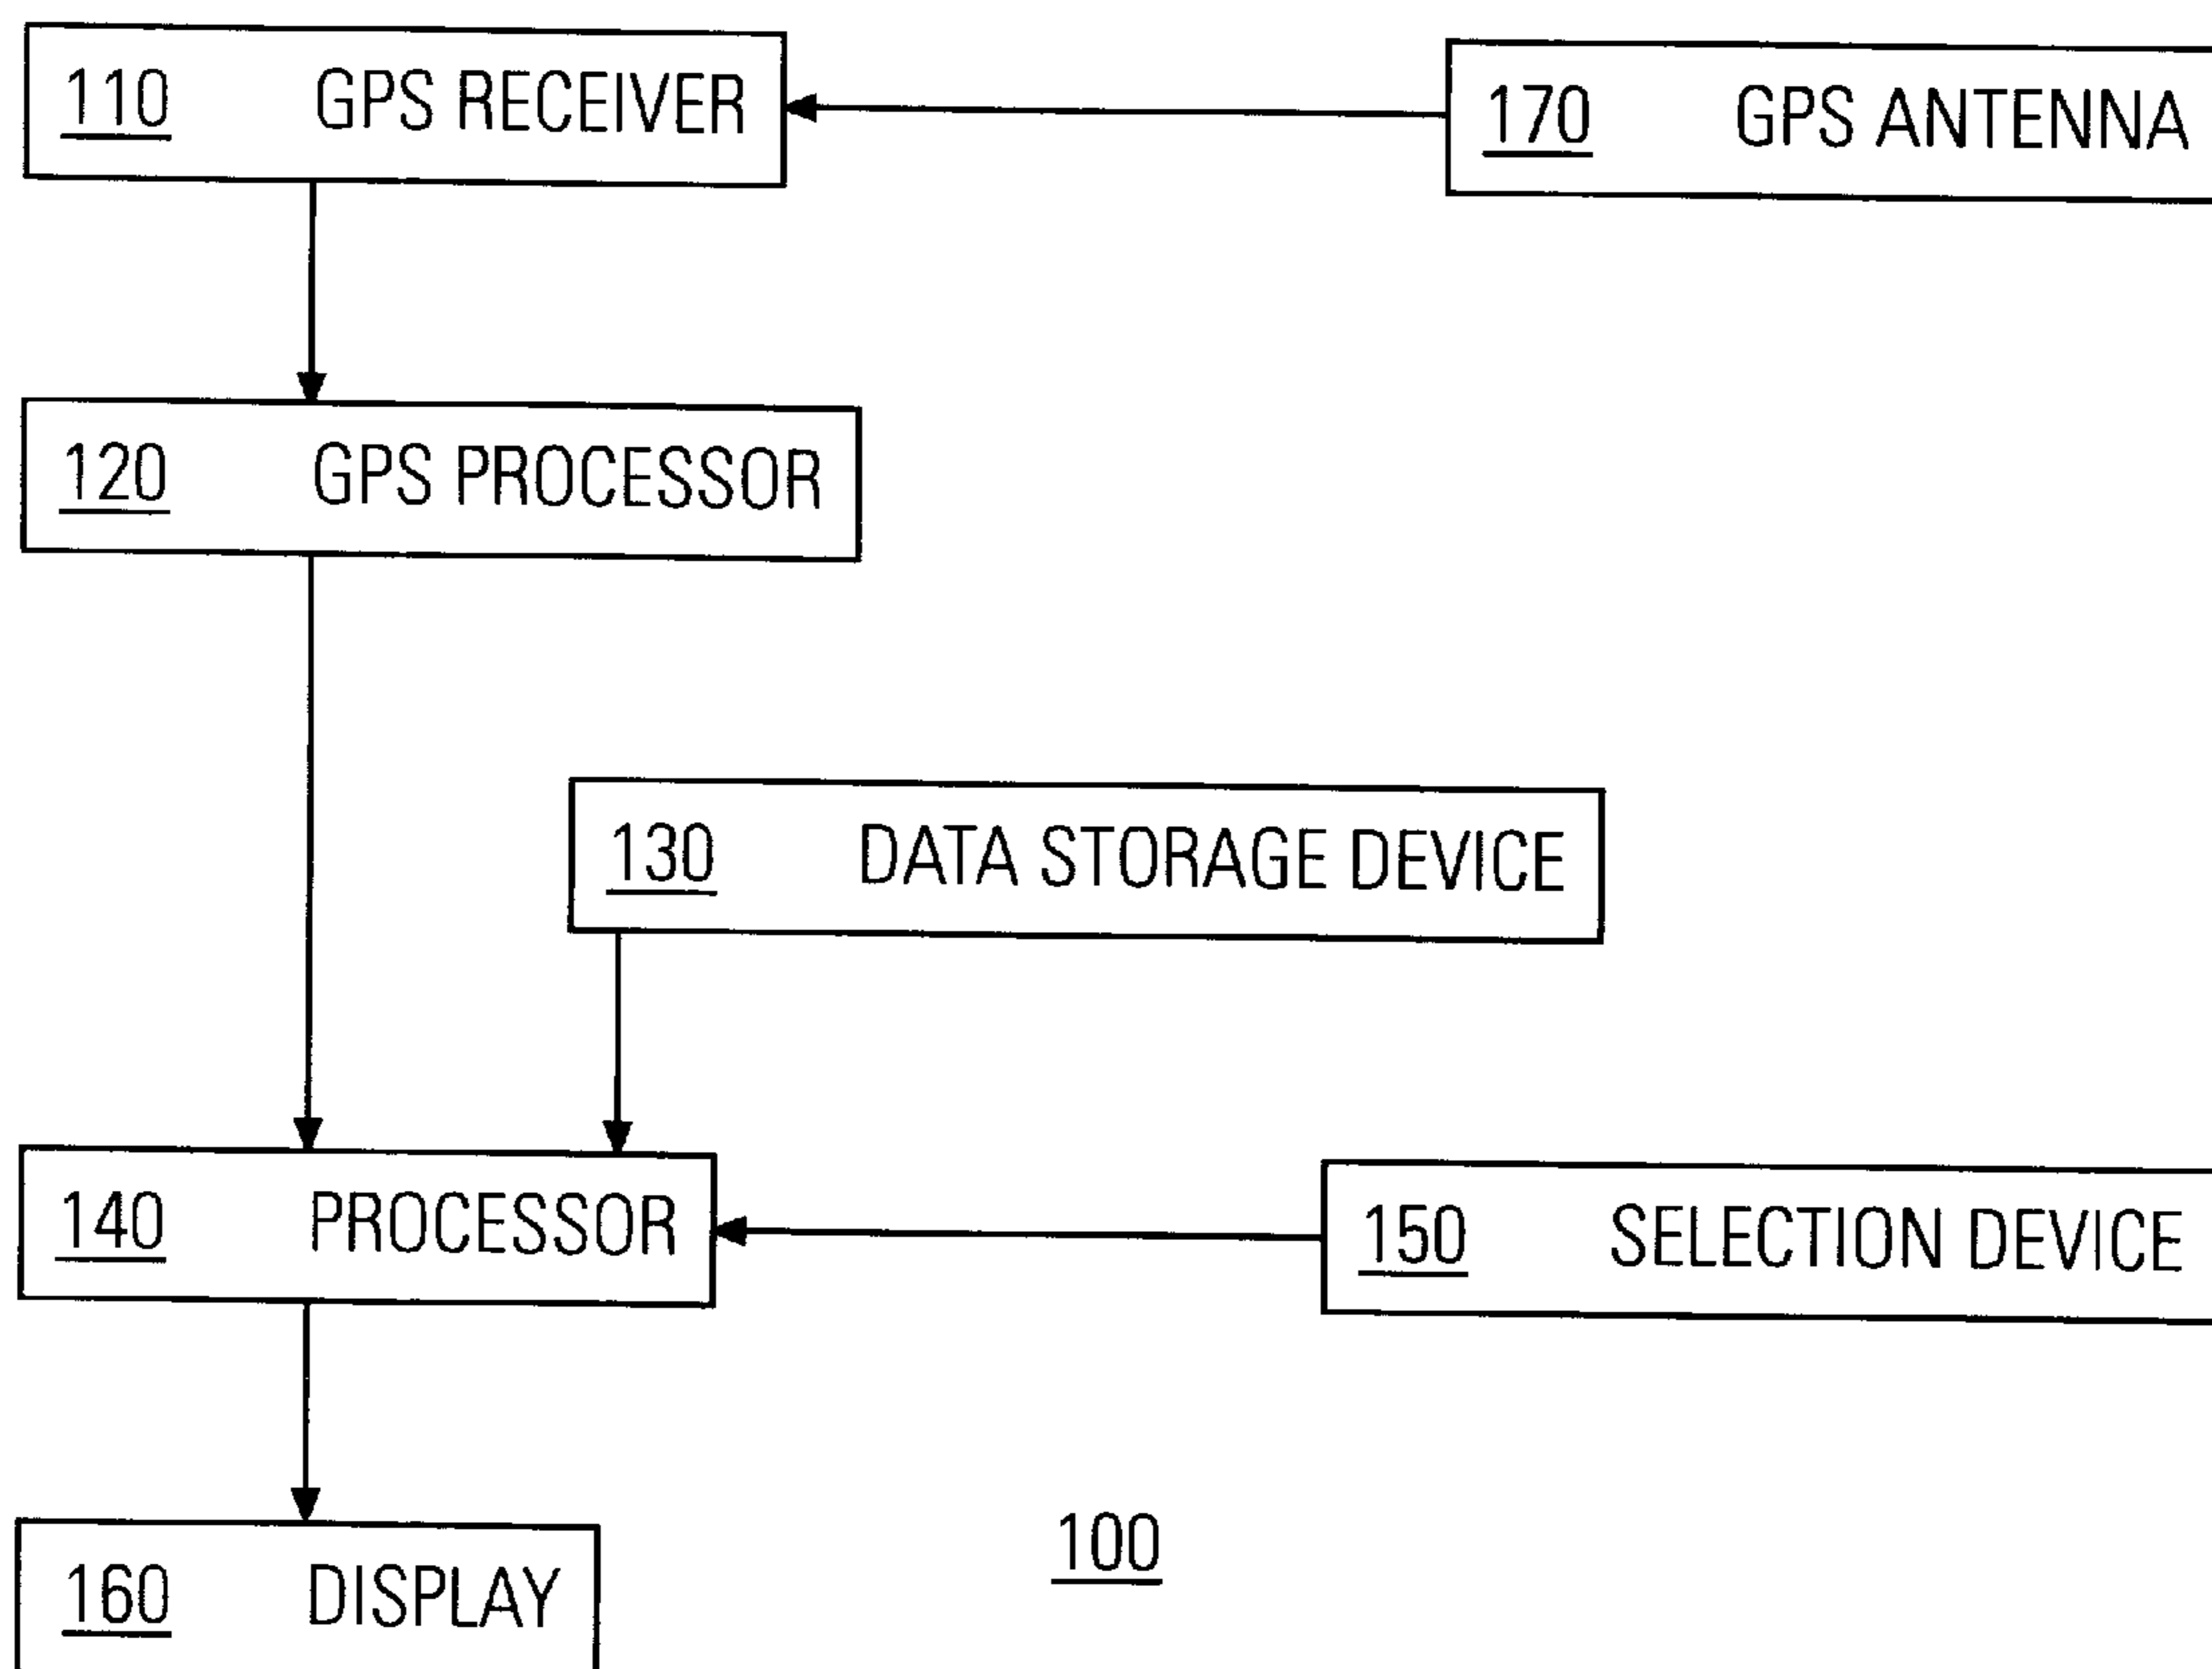 110 GPS RECEIVER
170 GPS ANTENNA
120 GPS PROCESSOR
130 DATA STORAGE DEVICE
140 PROCESSOR
150 SELECTION DEVICE
100
160 DISPLAY